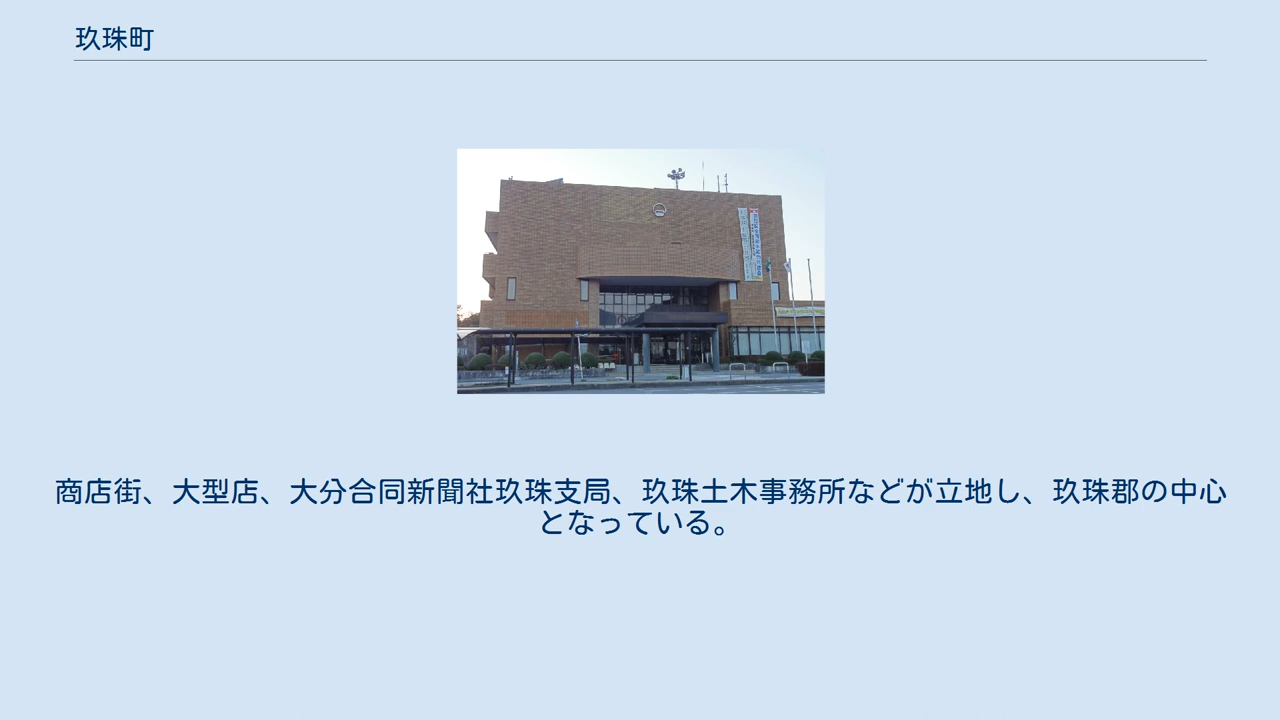 玖珠町
商店街、大型店、大分合同新聞社玖珠支局、玖珠土木事務所などが立地し、玖珠郡の中心
となっている。